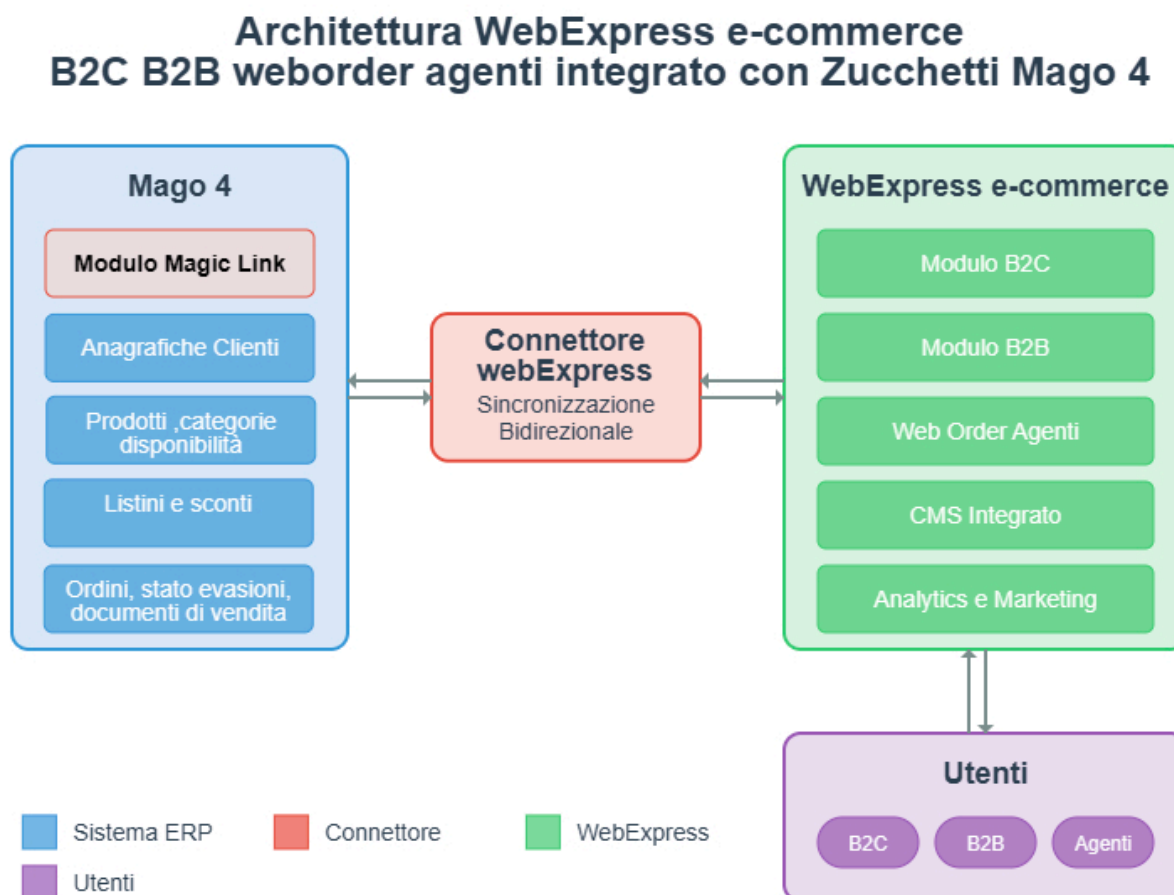 Architettura WebExpress e-commerce
B2C B2B weborder agenti integrato con Zucchetti Mago 4
Mago 4
Modulo Magic Link
Anagrafiche Clienti
Prodotti ,categorie
disponibilità
Listini e sconti
Ordini, stato evasioni,
documenti di vendita
Connettore
webExpress
Sincronizzazione
Bidirezionale
WebExpress e-commerce
Modulo B2C
Modulo B2B
Web Order Agenti
CMS Integrato
Analytics e Marketing
Utenti
B2C
B2B
Agenti
Sistema ERP
Connettore
WebExpress
Utenti